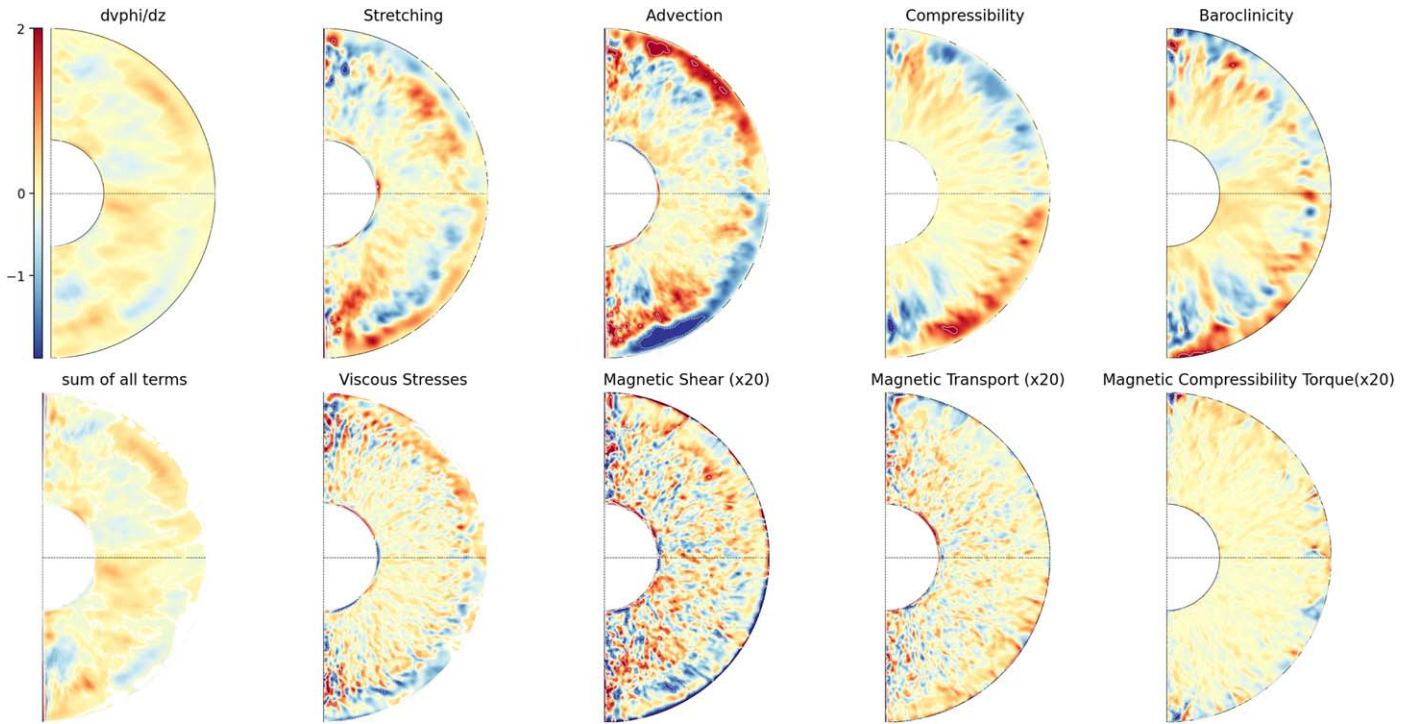 dvphi/dz
Stretching
Advection
Compressibility
Baroclinicity
2
0
−1
sum of all terms
Viscous Stresses
Magnetic Shear (x20)
Magnetic Transport (x20)
Magnetic Compressibility Torque(x20)